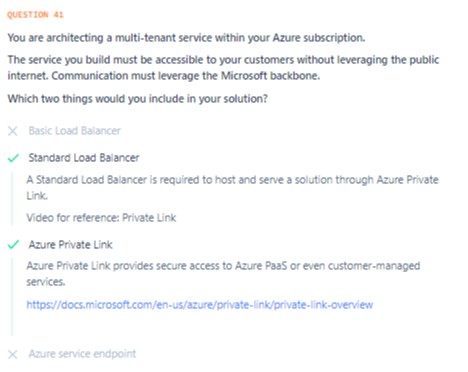 QUESTION 41
You are architecting a multi-tenant service within your Azure subscription.
The service you build must be accessible to your customers without leveraging the public
internet. Communication must leverage the Microsoft backbone.
Which two things would you include in your solution?
Basic Load Balancer
Standard Load Balancer
A Standard Load Balancer is required to host and serve a solution through Azure Private
Link.
Video for reference: Private Link
Azure Private Link
Azure Private Link provides secure access to Azure PaaS or even customer-managed
services.
https://docs.microsoft.com/en-us/azure/private-link/private-link-overview
Azure service endpoint